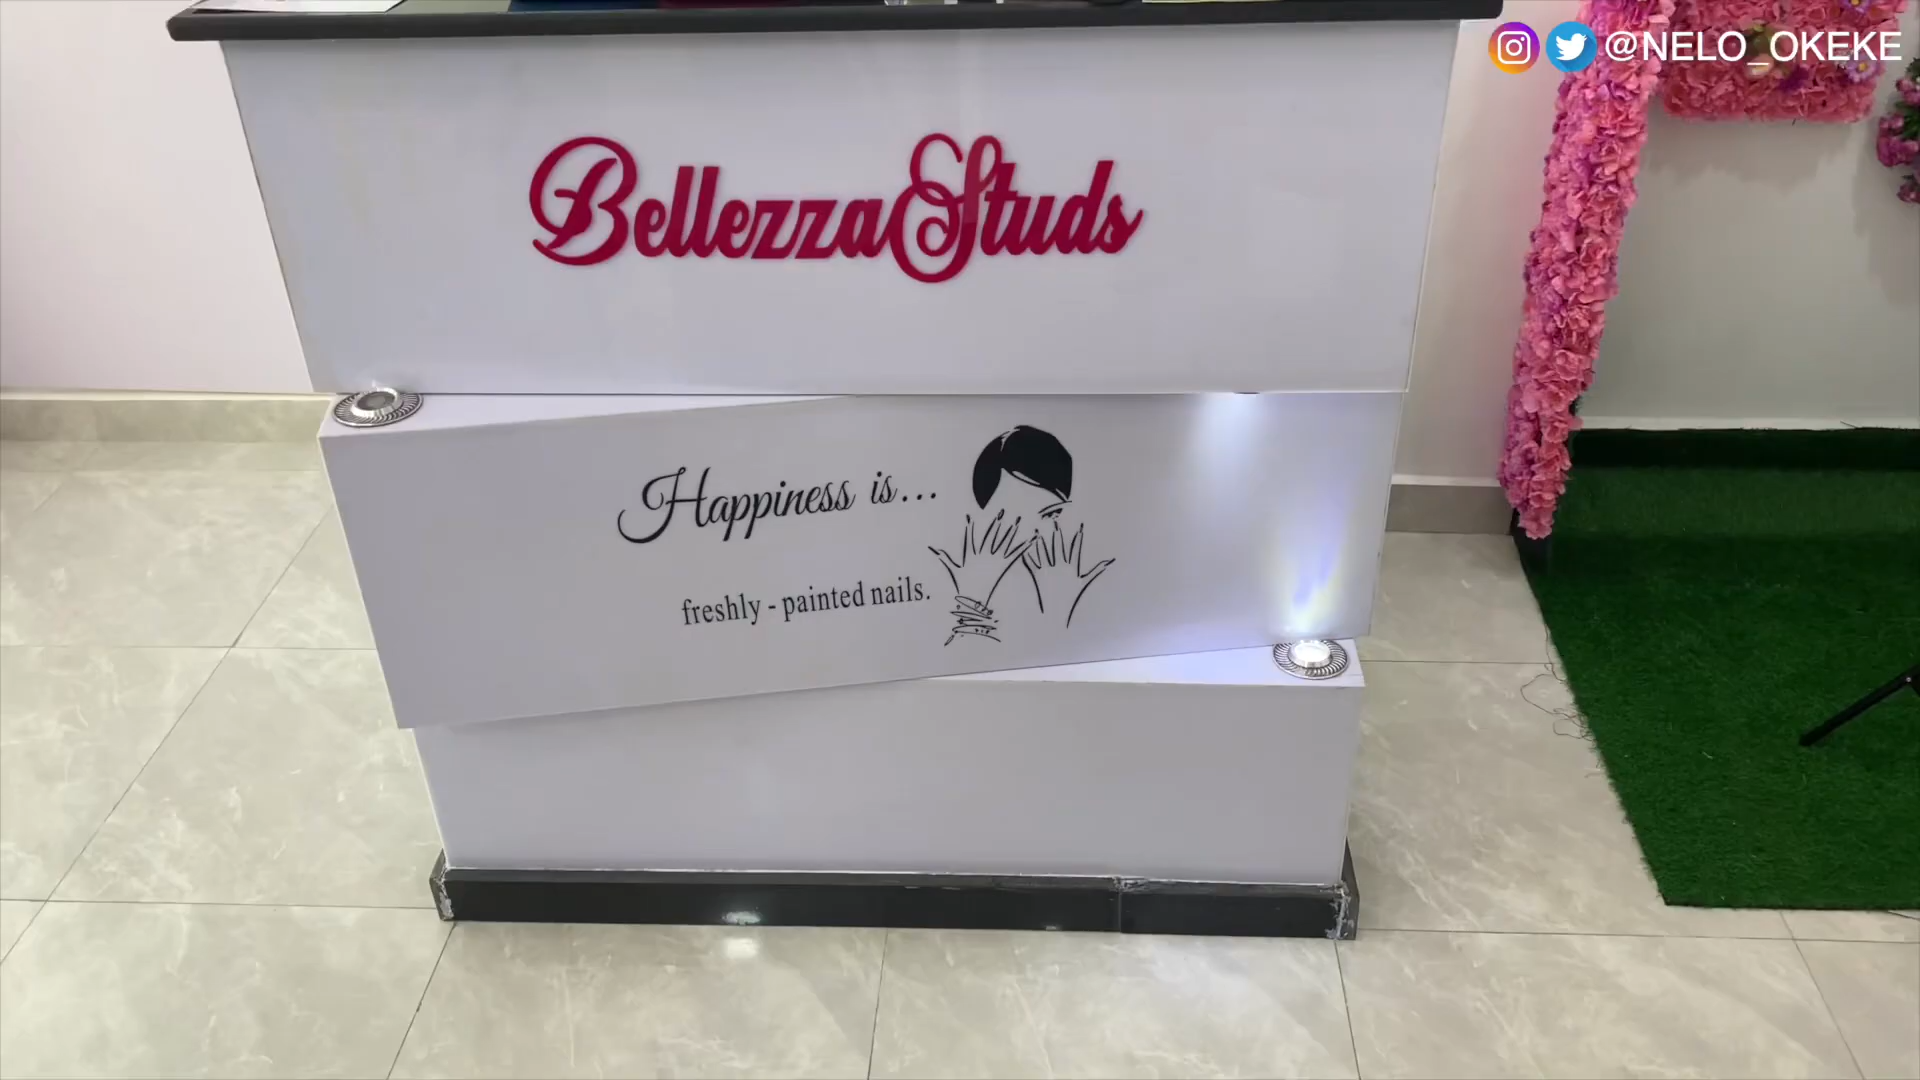 @NELO_OKEKE
BellezzaStuds
Happiness is...
freshly - painted nails.